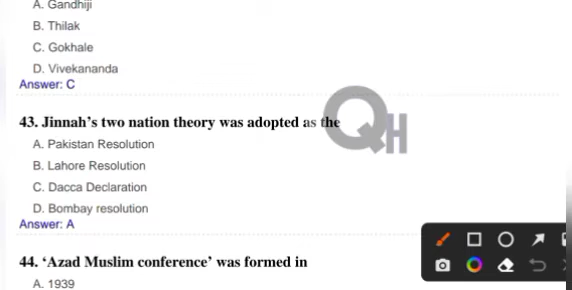 A. Gandhiji
B. Thilak
C. Gokhale
D. Vivekananda
Answer: C
QH
43. Jinnah's two nation theory was adopted as the
A. Pakistan Resolution
B. Lahore Resolution
C. Dacca Declaration
D. Bombay resolution
Answer: A
44. ‘Azad Muslim conference’ was formed in
A. 1939